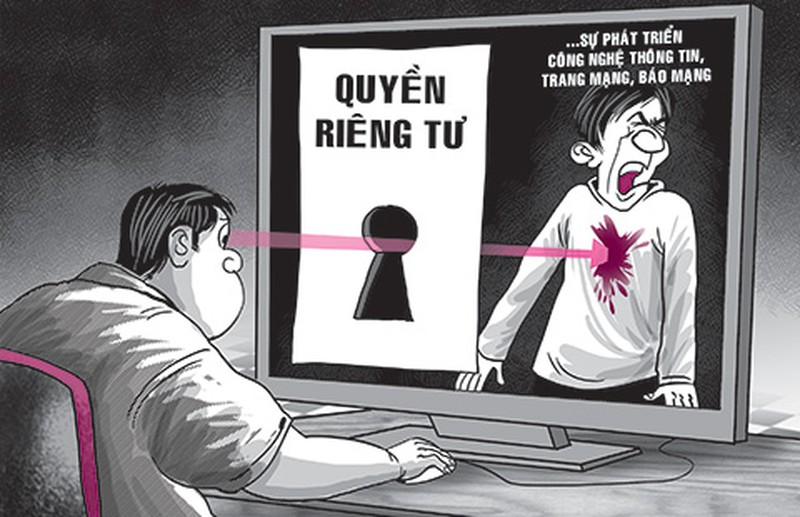 QUYỀN
RIÊNG TƯ
...SỰ PHÁT TRIỂN
CÔNG NGHỆ THÔNG TIN,
TRANG MẠNG, BÁO MẠNG